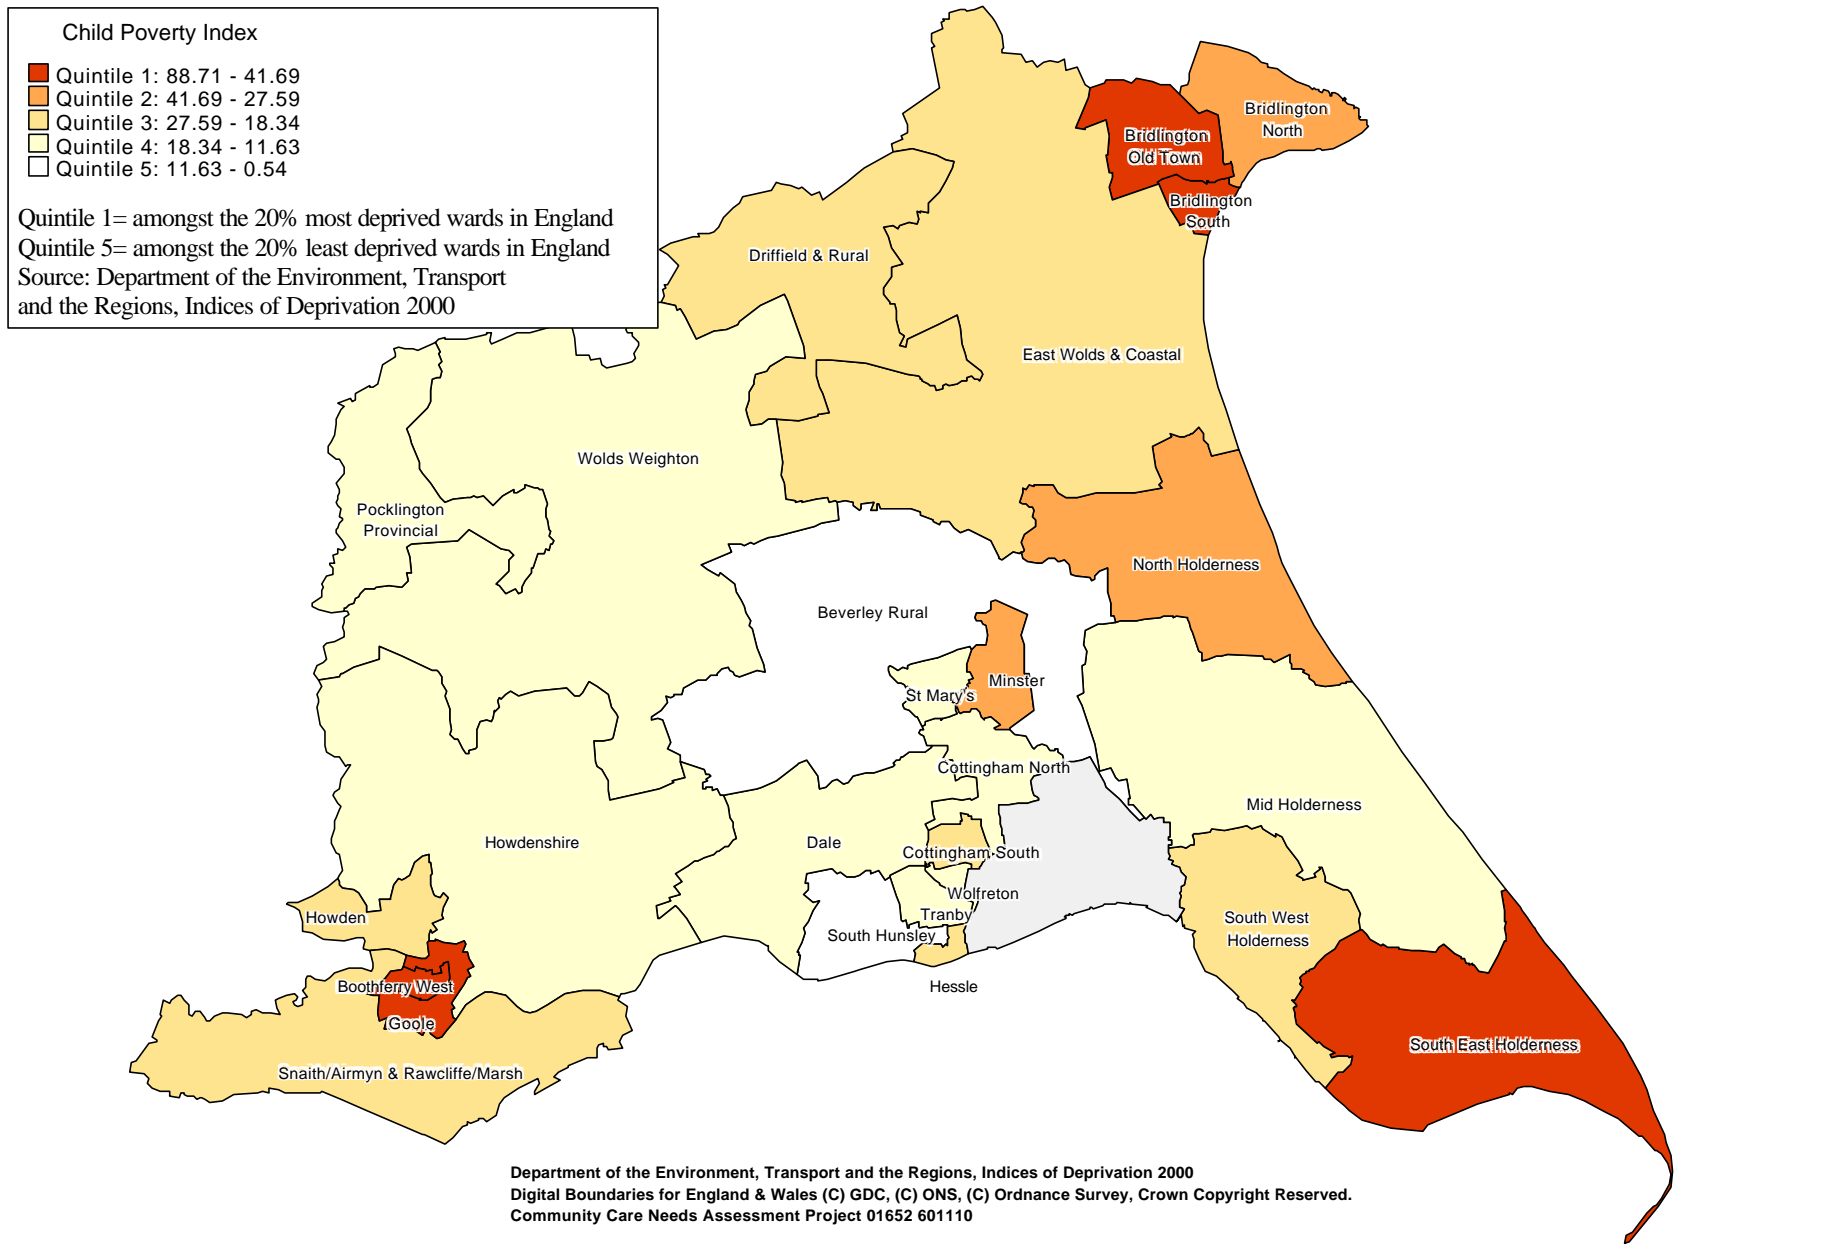 Child Poverty Index
Quintile 1: 88.71 - 41.69
Quintile 2: 41.69 - 27.59
Quintile 3: 27.59 - 18.34
Quintile 4: 18.34 - 11.63
Quintile 5: 11.63 - 0.54
Quintile 1= amongst the 20% most deprived wards in England
Quintile 5= amongst the 20% least deprived wards in England
Source: Department of the Environment, Transport
and the Regions, Indices of Deprivation 2000
Bridlington
North
Bridlington
Old Town
Bridlington
South
Driffield & Rural
East Wolds & Coastal
Wolds Weighton
Pocklington
Provincial
North Holderness
Beverley Rural
Minster
St Mary's
Cottingham North
Mid Holderness
Howdenshire
Dale
Cottingham South
Wolfreton
Tranby
South Hunsley
Howden
South West
Holderness
Boothferry West
Hessle
Goole
South East Holderness
Snaith/Airmyn & Rawcliffe/Marsh
Department of the Environment, Transport and the Regions, Indices of Deprivation 2000
Digital Boundaries for England & Wales (C) GDC, (C) ONS, (C) Ordnance Survey, Crown Copyright Reserved.
Community Care Needs Assessment Project 01652 601110